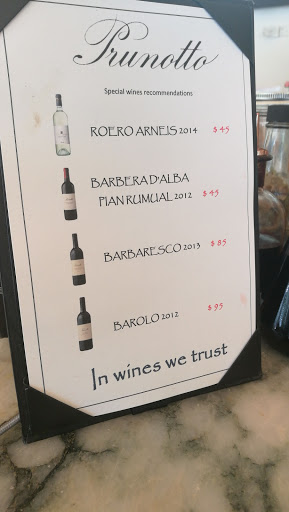 Prunotto
Special wines recommendations
ROERO ARNEIS 2014 $ 45
BARBERA D'ALBA
PIAN RUMUAL 2012 $ 45
BARBARESCO 2013 $ 85
BAROLO 2012 $ 95
In wines we trust